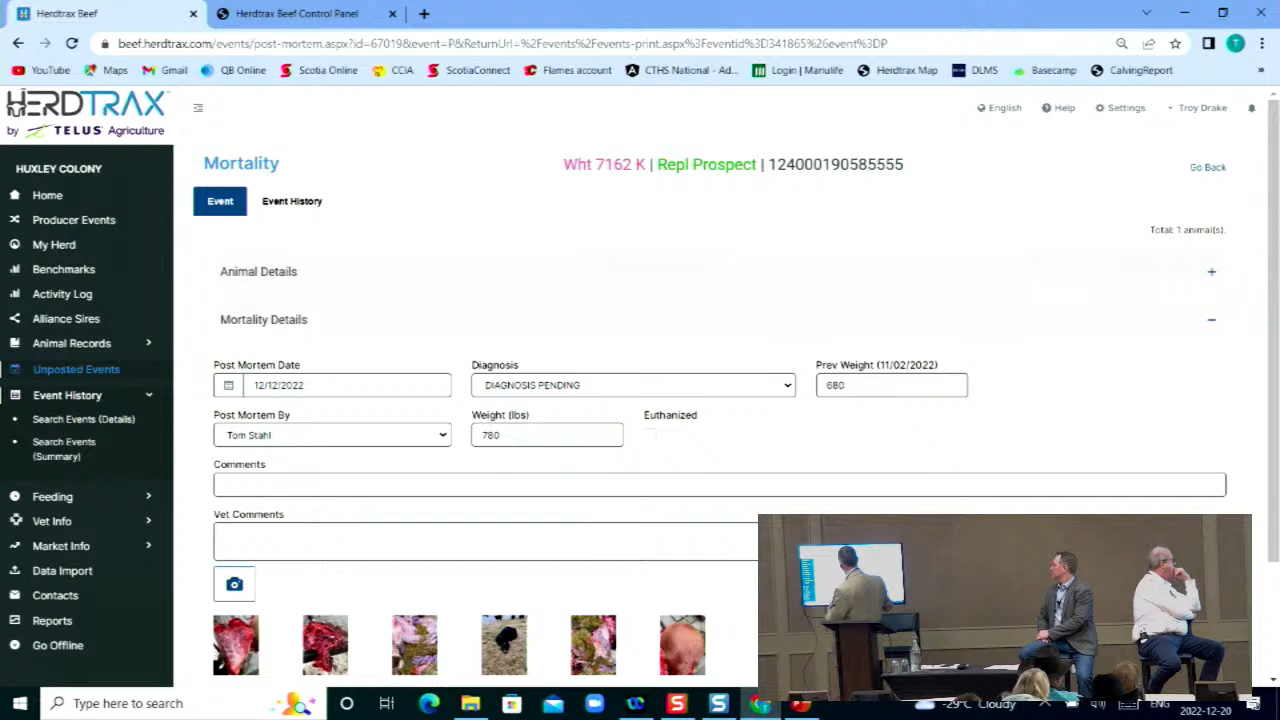 Herdtrax Beef
Herdtrax Beef Control Panel
beef.herdtrax.com/events/post-mortem.aspx?id=67019&event=P&ReturnUrl=%2Fevents%2Fevents-print.aspx%3Feventid%3D341865%26event%3DP
T
YouTube
Maps
Gmail
QB Online
Scotia Online
CCIA
ScotiaConnect
Flames account
CTHS National - Ad...
Login | Manulife
Herdtrax Map
DLMS
Basecamp
CalvingReport
»
HERDTRAX
by TELUS Agriculture
English
Help
Settings
Troy Drake
HUXLEY COLONY
Home
Producer Events
My Herd
Benchmarks
Activity Log
Alliance Sires
Animal Records
Unposted Events
Event History
Search Events (Details)
Search Events
(Summary)
Feeding
Vet Info
Market Info
Data Import
Contacts
Reports
Go Offline
Mortality
Wht 7162 K | Repl Prospect | 124000190585555
Go Back
Event
Event History
Total: 1 animal(s).
Animal Details
+
Mortality Details
−
Post Mortem Date
Diagnosis
Prev Weight (11/02/2022)
12/12/2022
DIAGNOSIS PENDING
680
Post Mortem By
Weight (lbs)
Euthanized
Tom Stahl
780
Comments
Vet Comments
Type here to search
-29°C Cloudy
ENG
2022-12-20